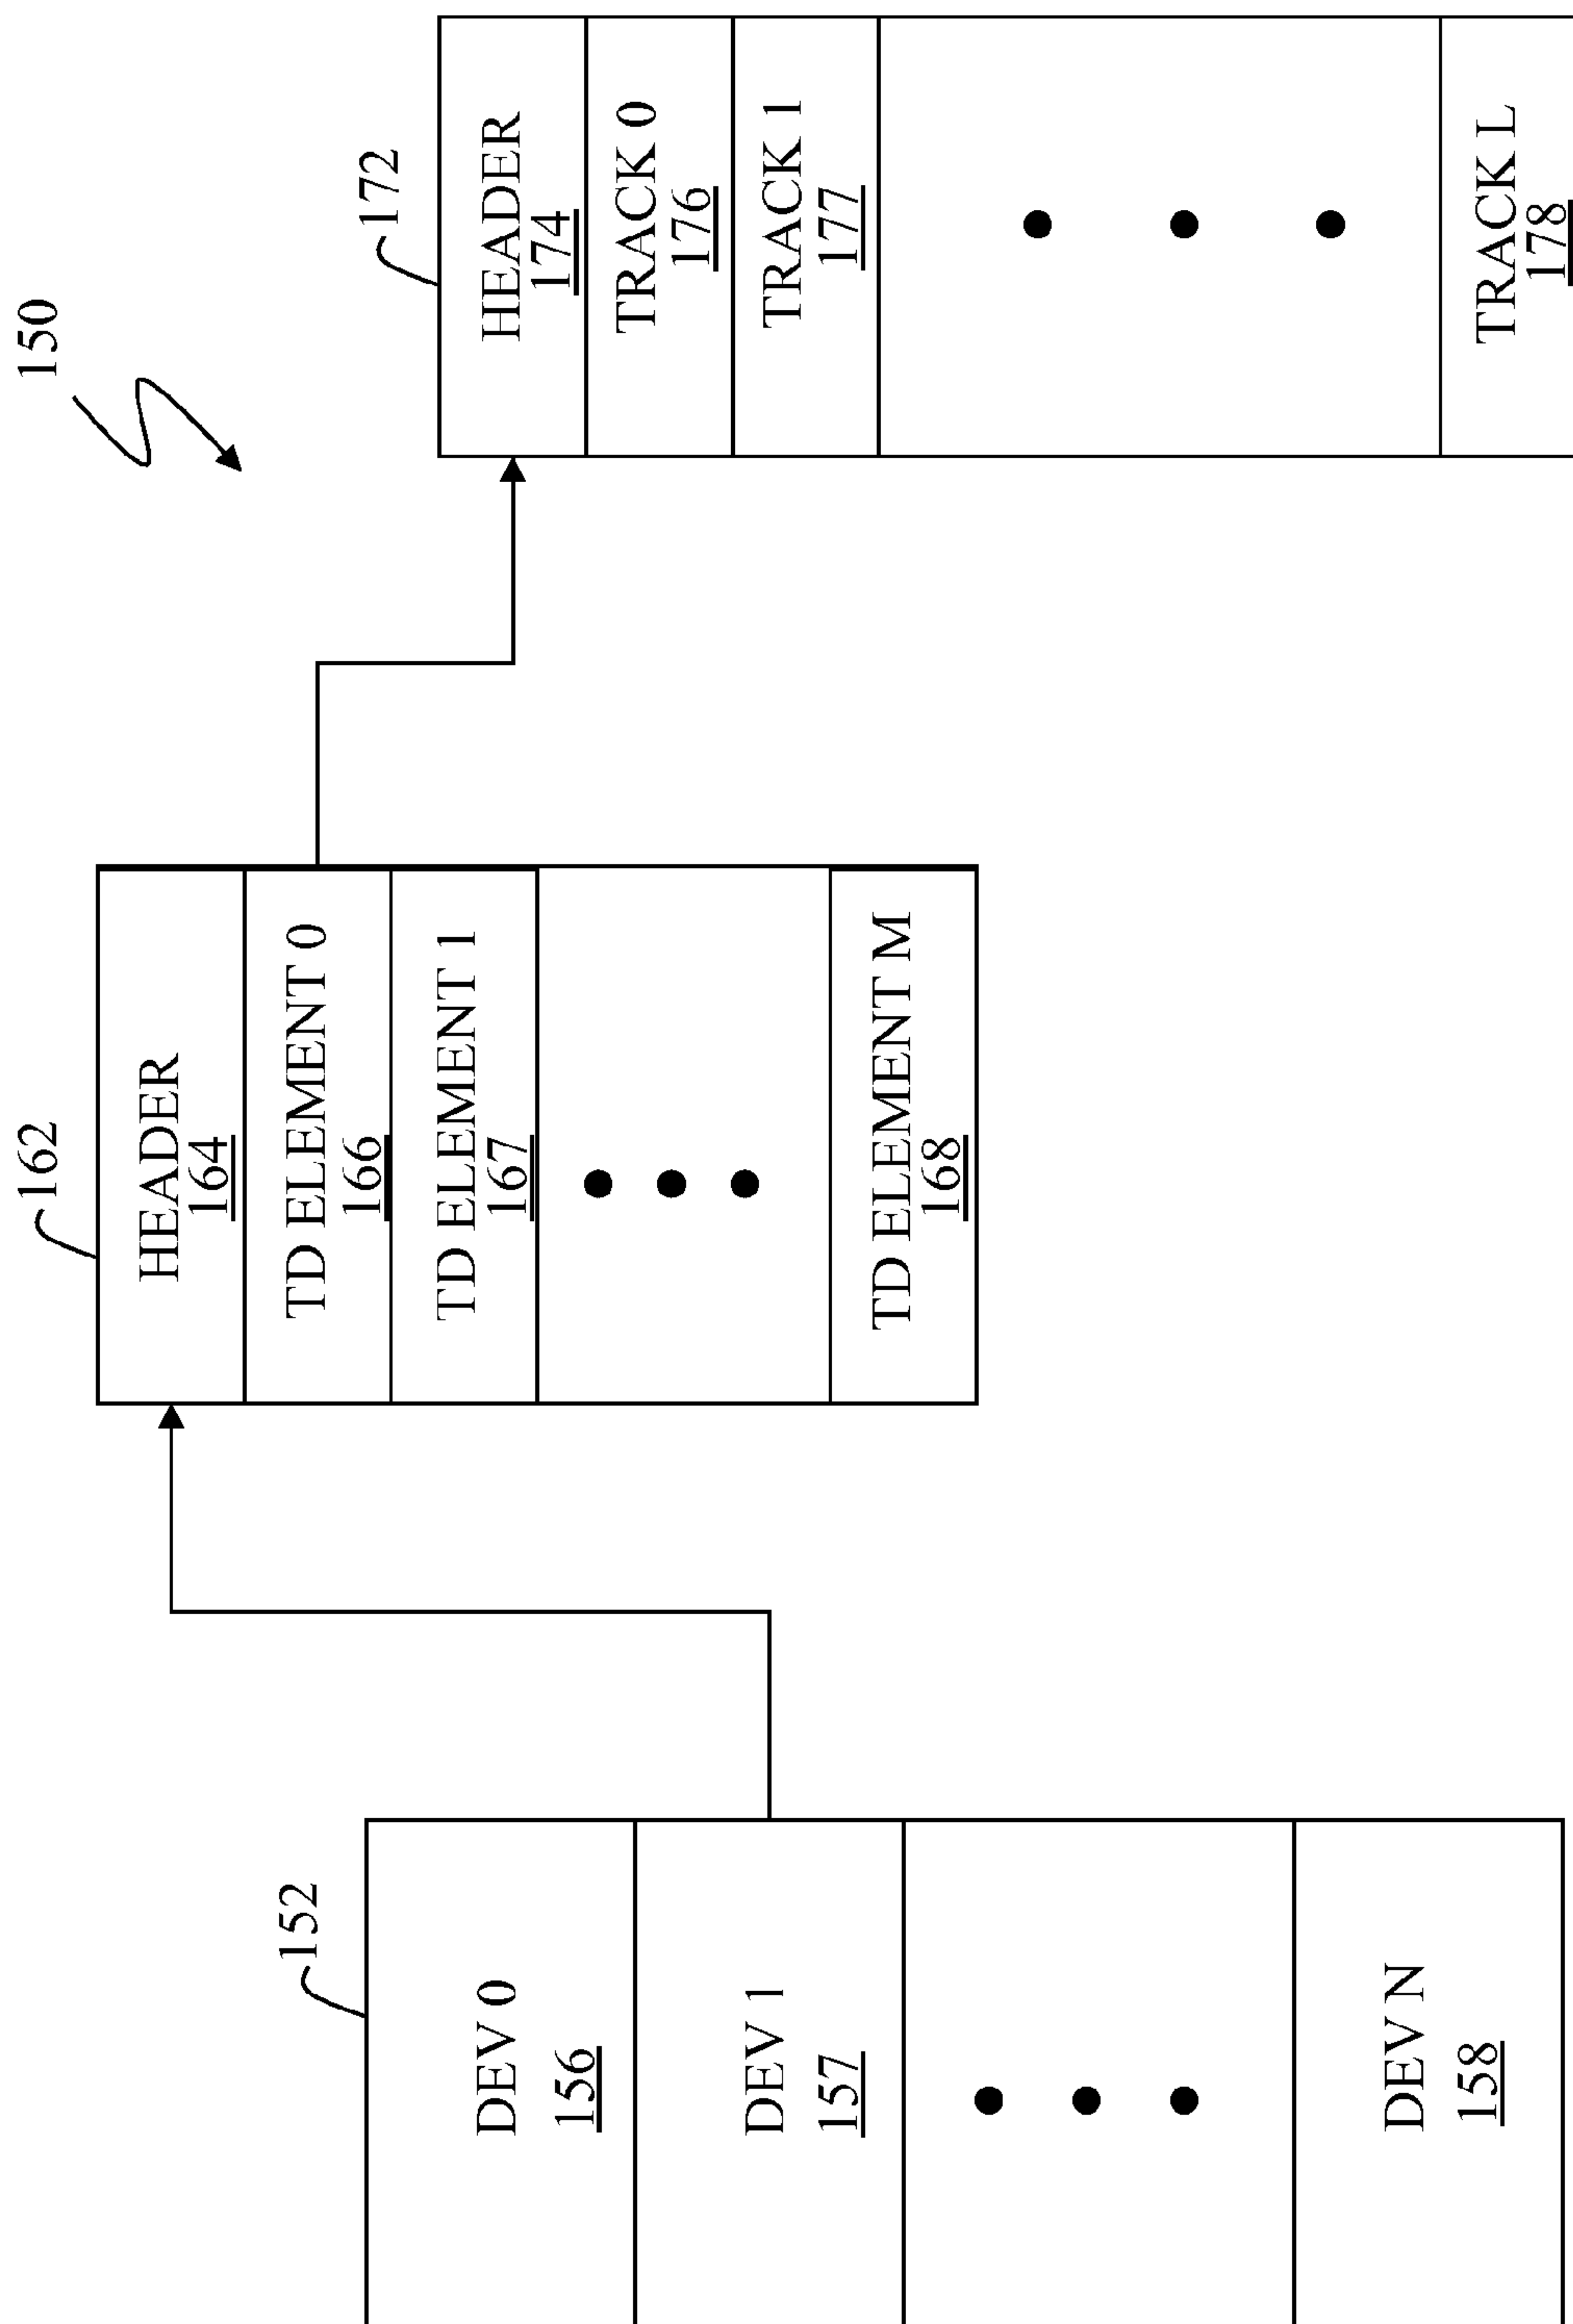 150
152
DEV 0
156
DEV 1
157
DEV N
158
162
HEADER
164
TD ELEMENT 0
166
TD ELEMENT 1
167
TD ELEMENT M
168
172
HEADER
174
TRACK 0
176
TRACK 1
177
TRACK L
178